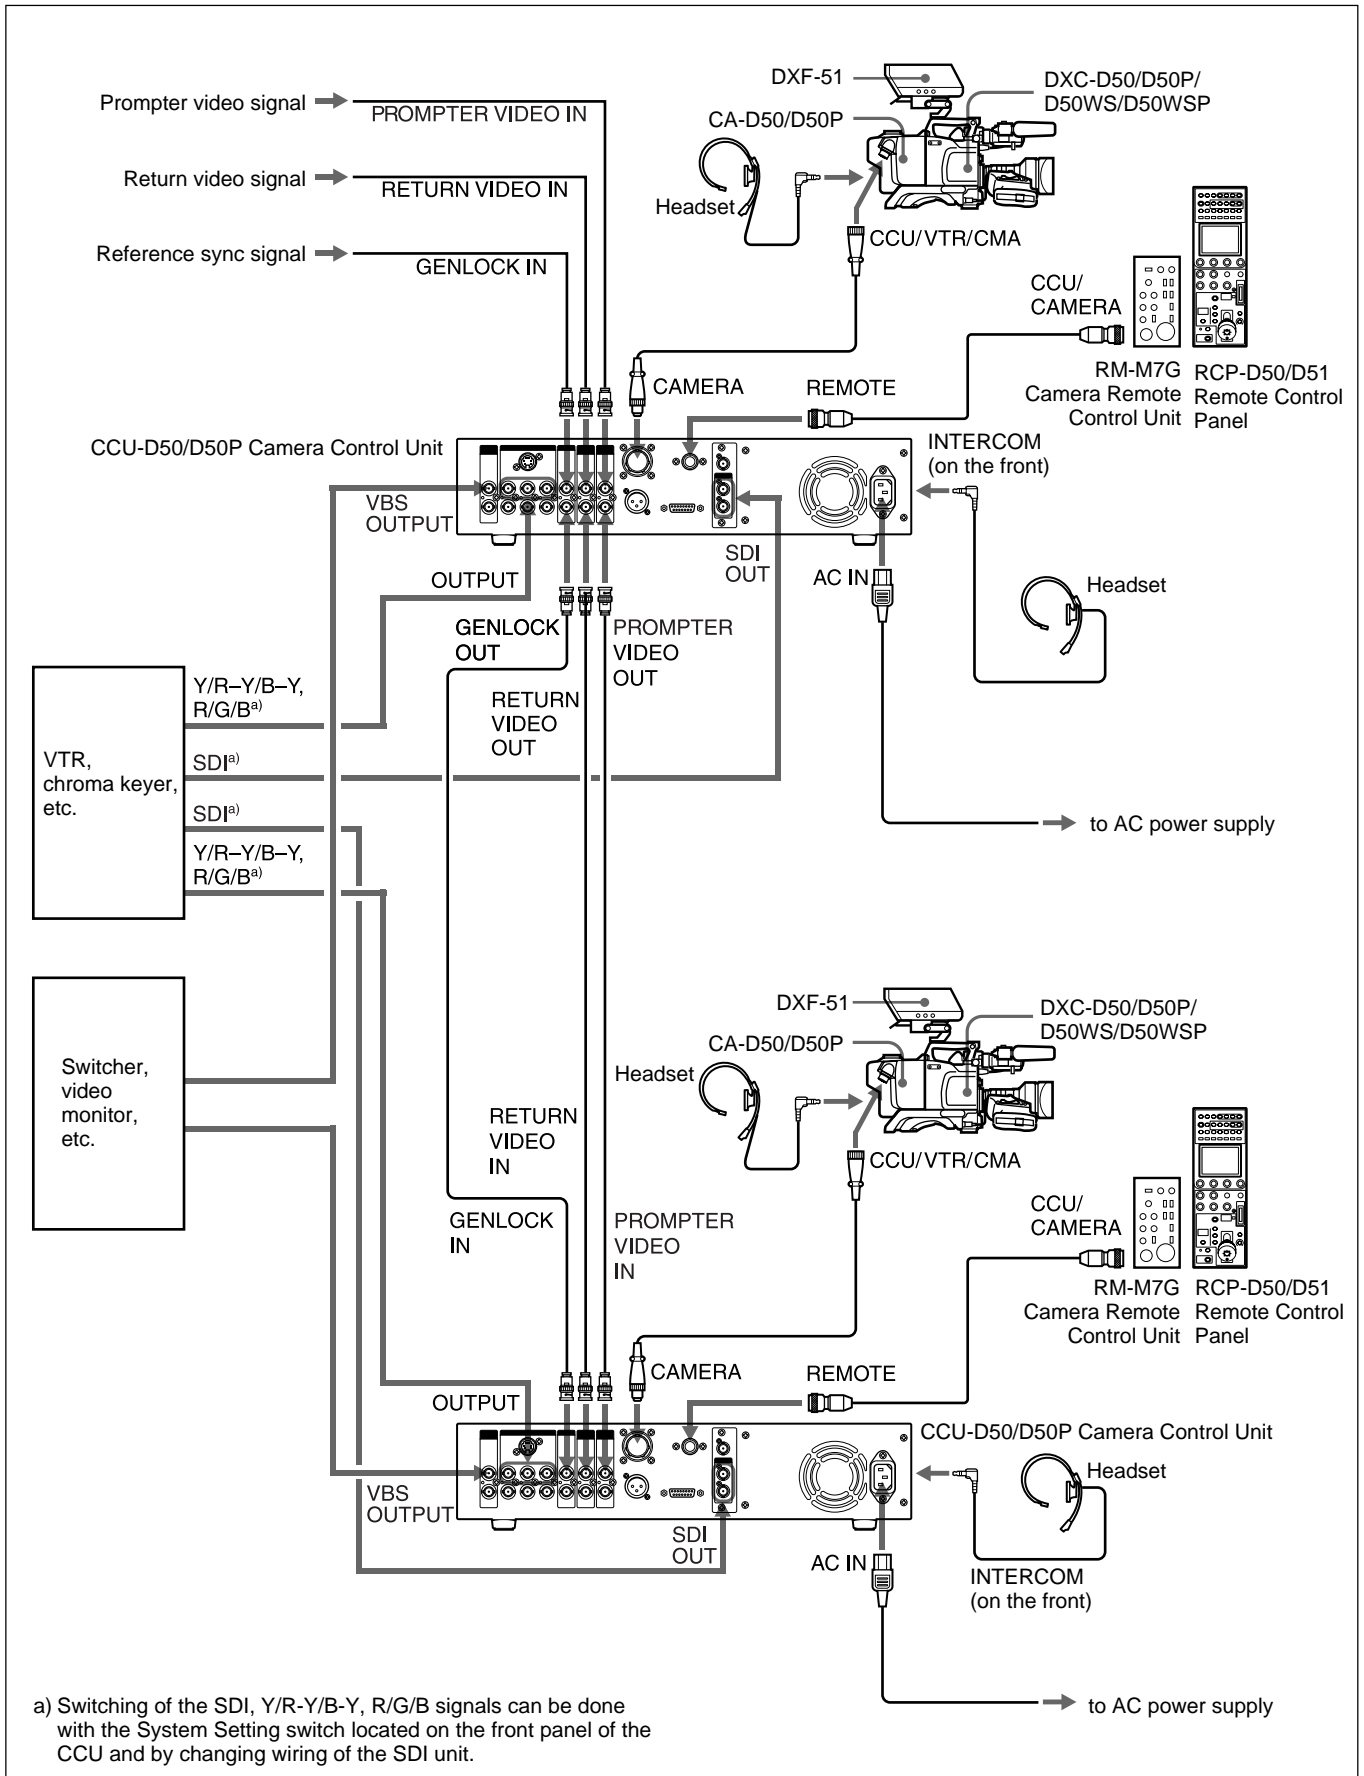 DXF-51
DXC-D50/D50P/
D50WS/D50WSP
Prompter video signal
PROMPTER VIDEO IN
CA-D50/D50P
Return video signal
RETURN VIDEO IN
Headset
CCU/VTR/CMA
Reference sync signal
GENLOCK IN
CCU/
CAMERA
CAMERA
REMOTE
RM-M7G
Camera Remote
Control Unit
RCP-D50/D51
Remote Control
Panel
CCU-D50/D50P Camera Control Unit
INTERCOM
(on the front)
VBS
OUTPUT
SDI
OUT
OUTPUT
AC IN
Headset
GENLOCK
OUT
PROMPTER
VIDEO
OUT
RETURN
VIDEO
OUT
Y/R–Y/B–Y,
R/G/Ba)
VTR,
chroma keyer,
etc.
SDIa)
SDIa)
Y/R–Y/B–Y,
R/G/Ba)
to AC power supply
DXF-51
DXC-D50/D50P/
D50WS/D50WSP
CA-D50/D50P
Switcher,
video
monitor,
etc.
Headset
RETURN
VIDEO
IN
CCU/VTR/CMA
GENLOCK
IN
PROMPTER
VIDEO
IN
CCU/
CAMERA
RM-M7G
Camera Remote
Control Unit
RCP-D50/D51
Remote Control
Panel
CAMERA
REMOTE
OUTPUT
CCU-D50/D50P Camera Control Unit
Headset
VBS
OUTPUT
SDI
OUT
AC IN
INTERCOM
(on the front)
to AC power supply
a) Switching of the SDI, Y/R-Y/B-Y, R/G/B signals can be done
with the System Setting switch located on the front panel of the
CCU and by changing wiring of the SDI unit.